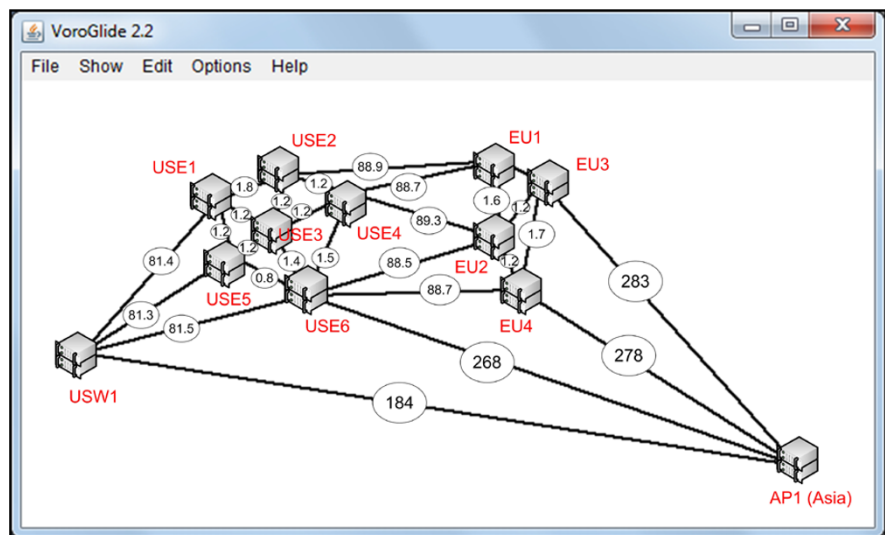 VoroGlide 2.2
File Show Edit Options Help
USE2
EU1
USE1
EU3
88.9
1.8
1.2
88.7
1.6
1.2
1.2
1.2
1.2
USE3
USE4
89.3
1.2
1.7
81.4
1.2
1.4
1.5
EU2
1.2
88.5
0.8
USE5
88.7
283
81.3
USE6
EU4
81.5
268
278
USW1
184
AP1 (Asia)